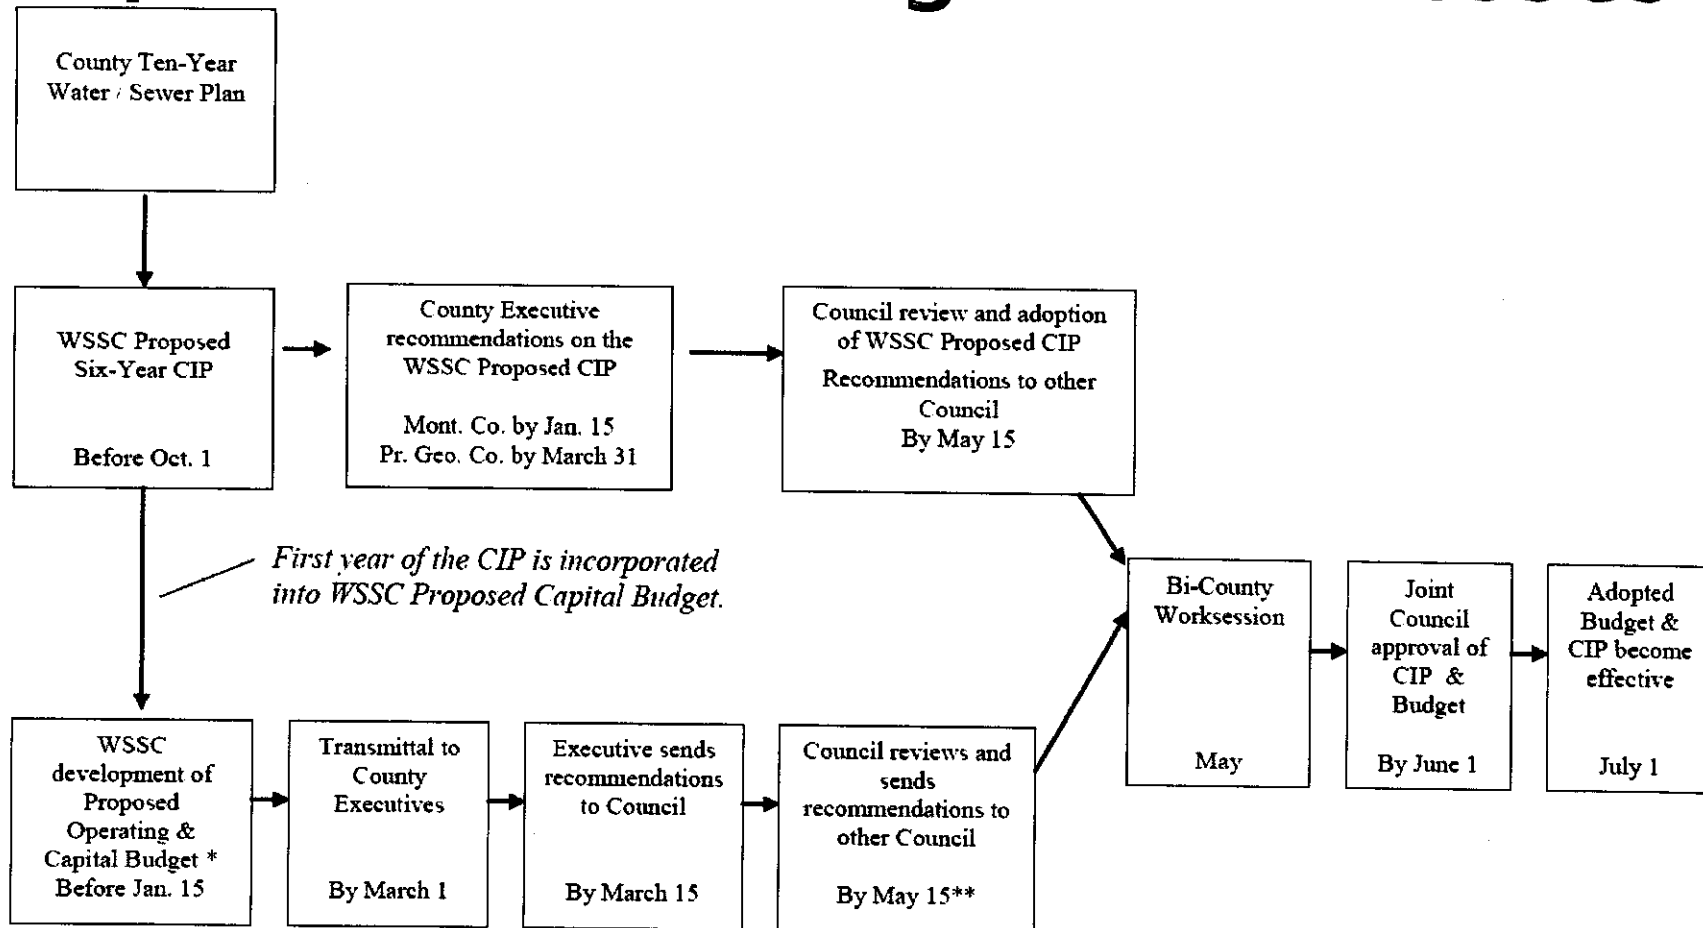 County Ten-Year
Water / Sewer Plan
WSSC Proposed
Six-Year CIP
Before Oct. 1
County Executive
recommendations on the
WSSC Proposed CIP
Mont. Co. by Jan. 15
Pr. Geo. Co. by March 31
Council review and adoption
of WSSC Proposed CIP
Recommendations to other
Council
By May 15
First year of the CIP is incorporated
into WSSC Proposed Capital Budget.
WSSC
development of
Proposed
Operating &
Capital Budget *
Before Jan. 15
Transmittal to
County
Executives
By March 1
Executive sends
recommendations
to Council
By March 15
Council reviews and
sends
recommendations to
other Council
By May 15**
Bi-County
Worksession
May
Joint
Council
approval of
CIP &
Budget
By June 1
Adopted
Budget &
CIP become
effective
July 1